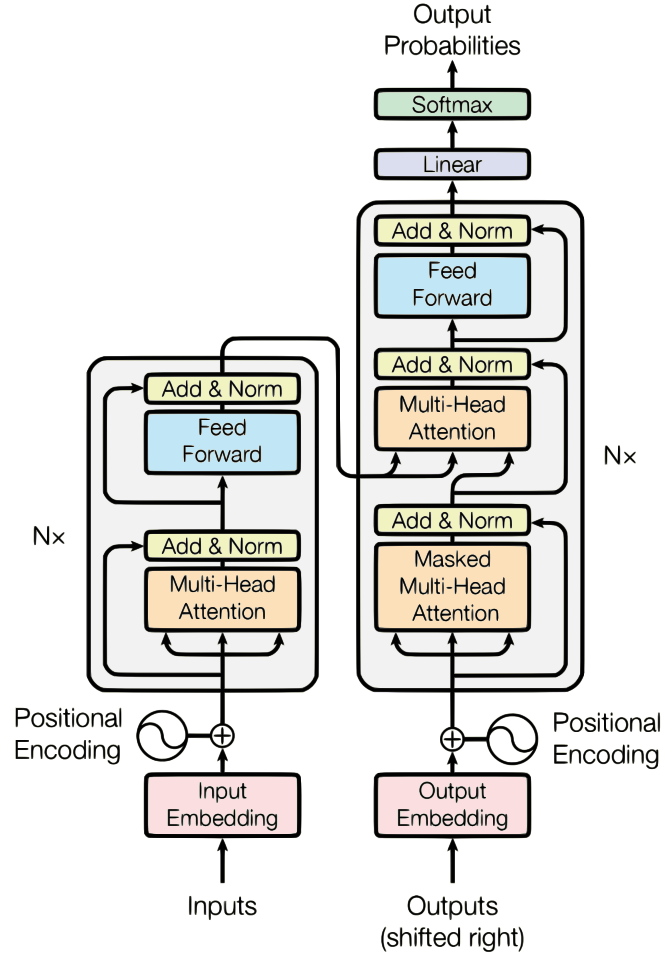 Output
Probabilities
Softmax
Linear
Add & Norm
Feed
Forward
Add & Norm
Multi-Head
Attention
Add & Norm
Masked
Multi-Head
Attention
N×
Add & Norm
Feed
Forward
Add & Norm
Multi-Head
Attention
N×
Positional
Encoding
Positional
Encoding
Input
Embedding
Output
Embedding
Inputs
Outputs
(shifted right)